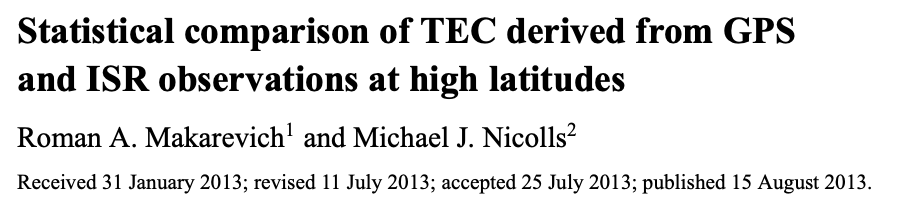 Statistical comparison of TEC derived from GPS
and ISR observations at high latitudes
Roman A. Makarevich¹ and Michael J. Nicolls²
Received 31 January 2013; revised 11 July 2013; accepted 25 July 2013; published 15 August 2013.